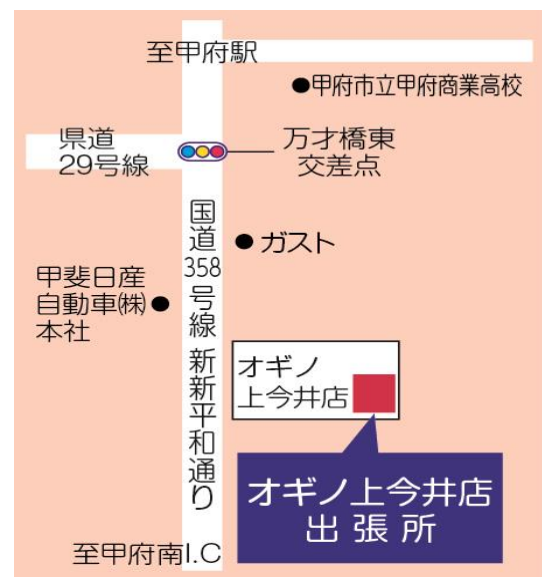 至甲府駅
●甲府市立甲府商業高校
県道
29号線
万才橋東
交差点
国道358号線 新新平和通り
●ガスト
甲斐日産
自動車㈱●
本社
オギノ
上今井店
オギノ上今井店
出張所
至甲府南I.C